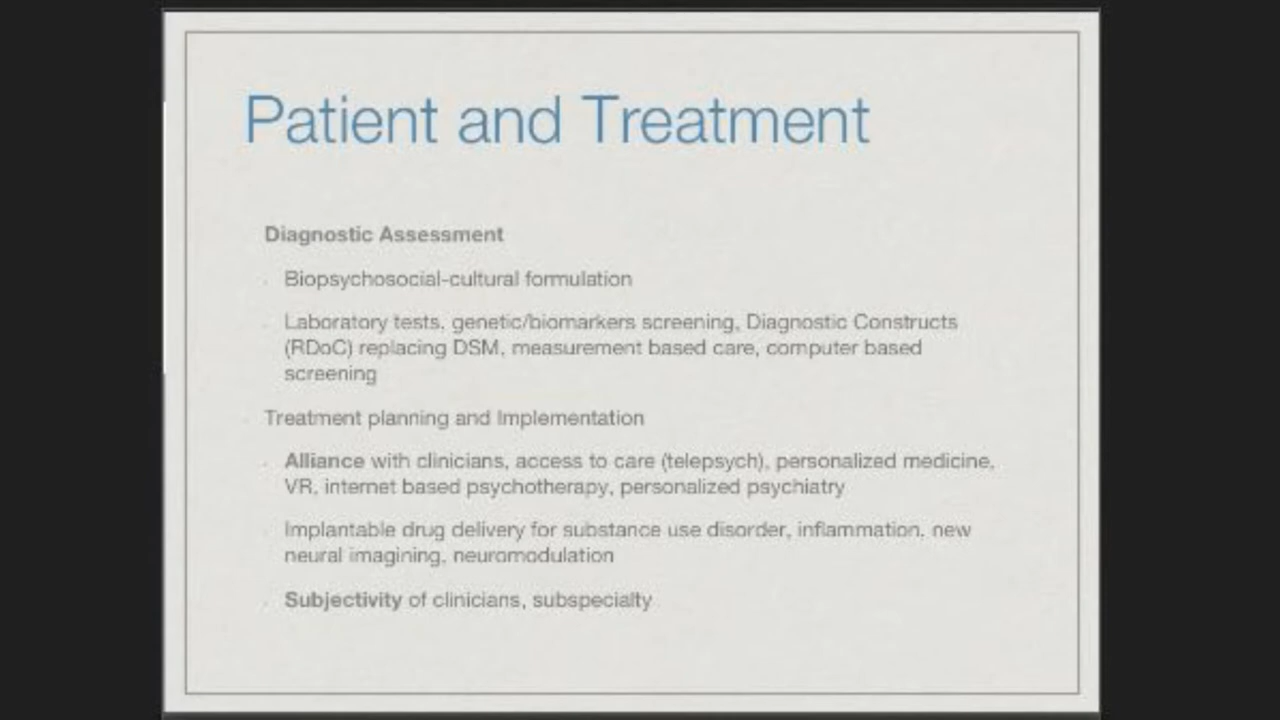 Patient and Treatment
Diagnostic Assessment
Biopsychosocial-cultural formulation
Laboratory tests, genetic/biomarkers screening, Diagnostic Constructs
(RDoC) replacing DSM, measurement based care, computer based
screening
Treatment planning and Implementation
Alliance with clinicians, access to care (telepsych), personalized medicine,
VR, internet based psychotherapy, personalized psychiatry
Implantable drug delivery for substance use disorder, inflammation, new
neural imagining, neuromodulation
Subjectivity of clinicians, subspecialty